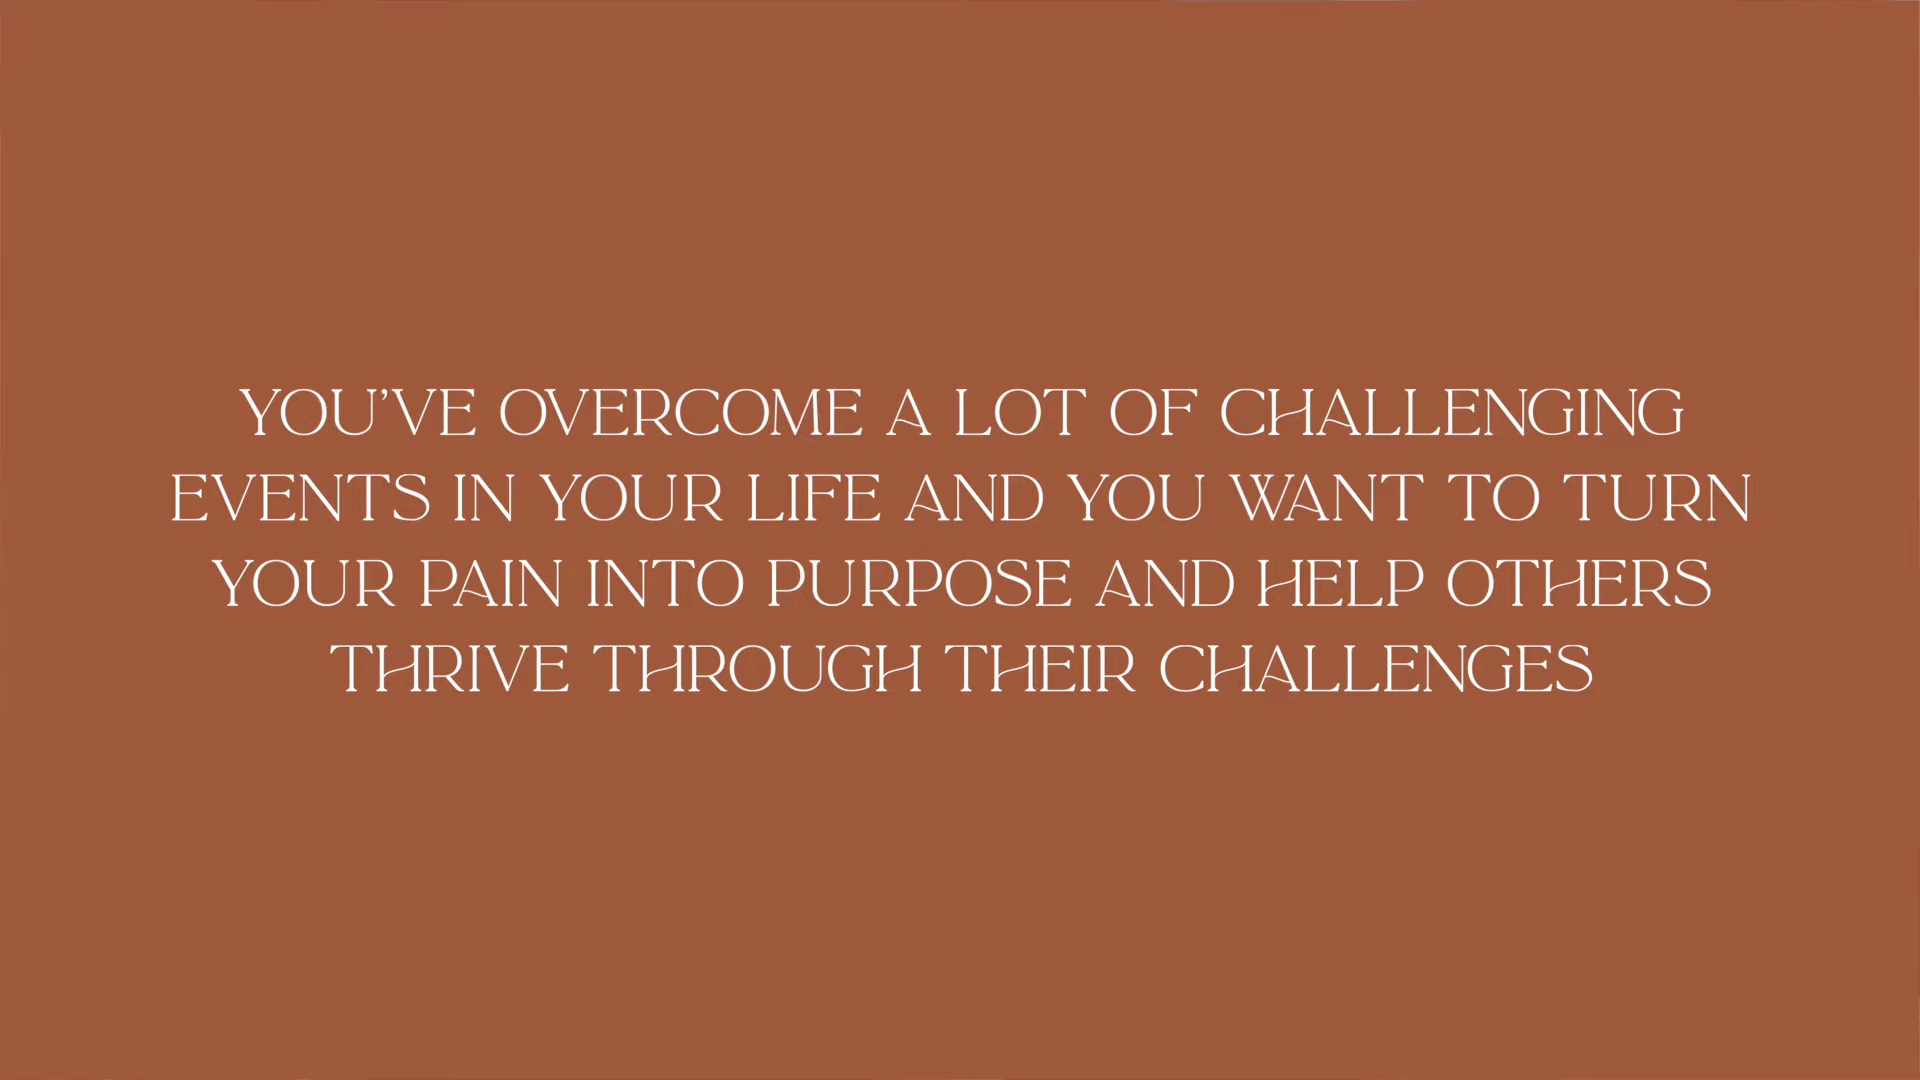 YOU’VE OVERCOME A LOT OF CHALLENGING
EVENTS IN YOUR LIFE AND YOU WANT TO TURN
YOUR PAIN INTO PURPOSE AND HELP OTHERS
THRIVE THROUGH THEIR CHALLENGES